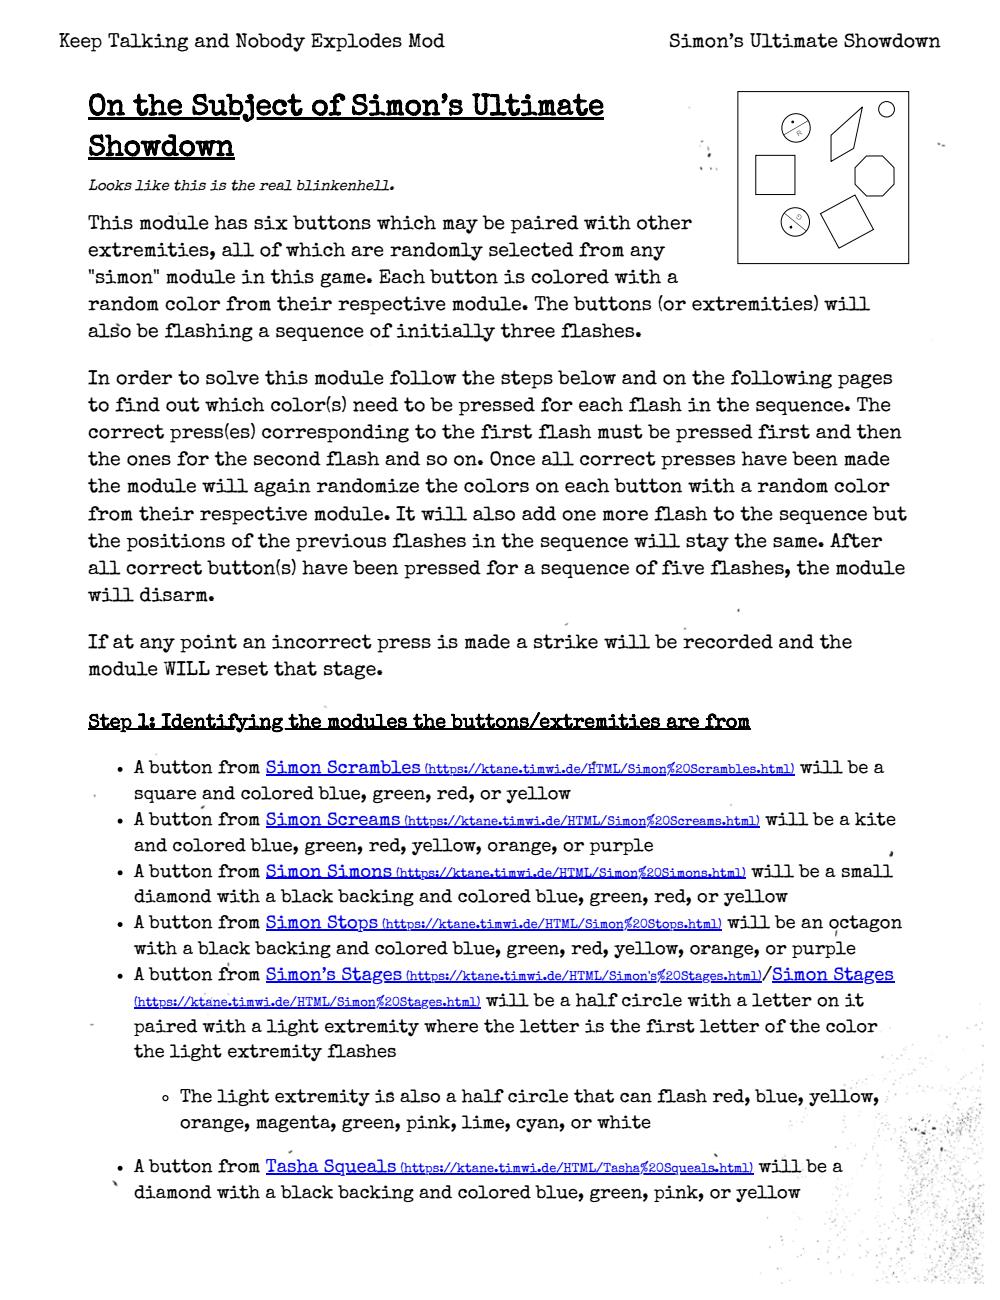 Keep Talking and Nobody Explodes Mod
Simon's Ultimate Showdown
On the Subject of Simon's Ultimate
Showdown
Looks like this is the real blinkenhell.
This module has six buttons which may be paired with other
extremities, all of which are randomly selected from any
"simon" module in this game. Each button is colored with a
random color from their respective module. The buttons (or extremities) will
also be flashing a sequence of initially three flashes.
In order to solve this module follow the steps below and on the following pages
to find out which color(s) need to be pressed for each flash in the sequence. The
correct press(es) corresponding to the first flash must be pressed first and then
the ones for the second flash and so on. Once all correct presses have been made
the module will again randomize the colors on each button with a random color
from their respective module. It will also add one more flash to the sequence but
the positions of the previous flashes in the sequence will stay the same. After
all correct button(s) have been pressed for a sequence of five flashes, the module
will disarm.
If at any point an incorrect press is made a strike will be recorded and the
module WILL reset that stage.
Step 1: Identifying the modules the buttons/extremities are from
• A button from Simon Scrambles (https://ktane.timwi.de/HTML/Simon%20Scrambles.html) will be a
square and colored blue, green, red, or yellow
• A button from Simon Screams (https://ktane.timwi.de/HTML/Simon%20Screams.html) will be a kite
and colored blue, green, red, yellow, orange, or purple
• A button from Simon Simons (https://ktane.timwi.de/HTML/Simon%20Simons.html) will be a small
diamond with a black backing and colored blue, green, red, or yellow
• A button from Simon Stops (https://ktane.timwi.de/HTML/Simon%20Stops.html) will be an octagon
with a black backing and colored blue, green, red, yellow, orange, or purple
• A button from Simon's Stages (https://ktane.timwi.de/HTML/Simon's%20Stages.html)/Simon Stages
(https://ktane.timwi.de/HTML/Simon%20Stages.html) will be a half circle with a letter on it
paired with a light extremity where the letter is the first letter of the color
the light extremity flashes
◦ The light extremity is also a half circle that can flash red, blue, yellow,
orange, magenta, green, pink, lime, cyan, or white
• A button from Tasha Squeals (https://ktane.timwi.de/HTML/Tasha%20Squeals.html) will be a
diamond with a black backing and colored blue, green, pink, or yellow